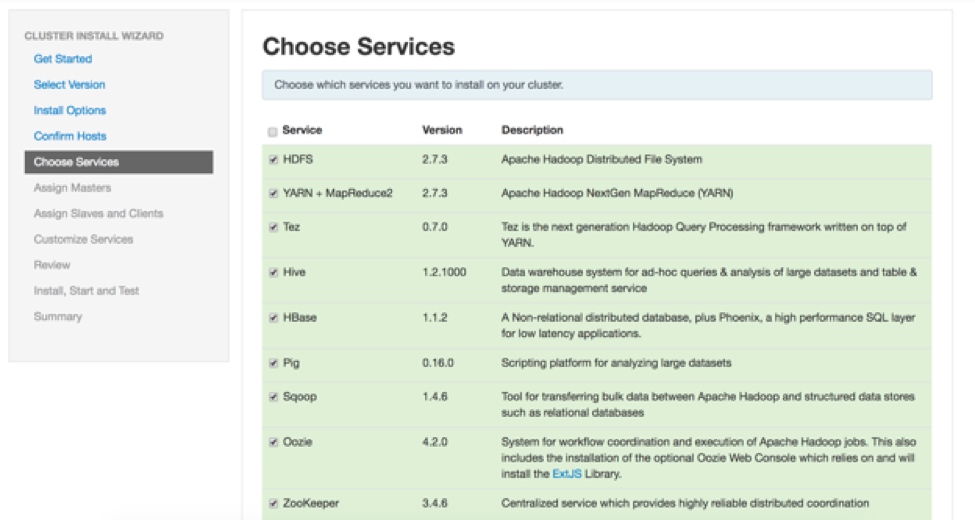 CLUSTER INSTALL WIZARD
Get Started
Select Version
Install Options
Confirm Hosts
Choose Services
Assign Masters
Assign Slaves and Clients
Customize Services
Review
Install, Start and Test
Summary
Choose Services
Choose which services you want to install on your cluster.
Service Version Description
HDFS 2.7.3 Apache Hadoop Distributed File System
YARN + MapReduce2 2.7.3 Apache Hadoop NextGen MapReduce (YARN)
Tez 0.7.0 Tez is the next generation Hadoop Query Processing framework written on top of
YARN.
Hive 1.2.1000 Data warehouse system for ad-hoc queries & analysis of large datasets and table &
storage management service
HBase 1.1.2 A Non-relational distributed database, plus Phoenix, a high performance SQL layer
for low latency applications.
Pig 0.16.0 Scripting platform for analyzing large datasets
Sqoop 1.4.6 Tool for transferring bulk data between Apache Hadoop and structured data stores
such as relational databases
Oozie 4.2.0 System for workflow coordination and execution of Apache Hadoop jobs. This also
includes the installation of the optional Oozie Web Console which relies on and will
install the ExtJS Library.
ZooKeeper 3.4.6 Centralized service which provides highly reliable distributed coordination